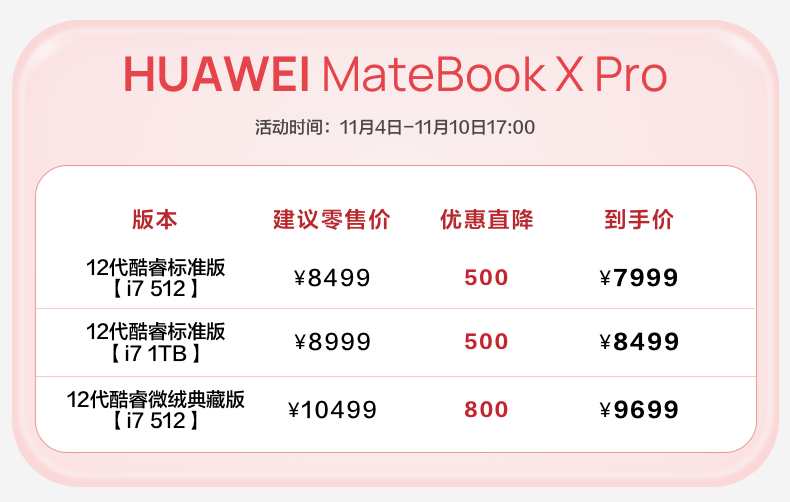 HUAWEI MateBook X Pro
活动时间：11月4日-11月10日17:00
版本 建议零售价 优惠直降 到手价
12代酷睿标准版
【i7 512】
¥8499 500 ¥7999
12代酷睿标准版
【i7 1TB】
¥8999 500 ¥8499
12代酷睿微绒典藏版
【i7 512】
¥10499 800 ¥9699